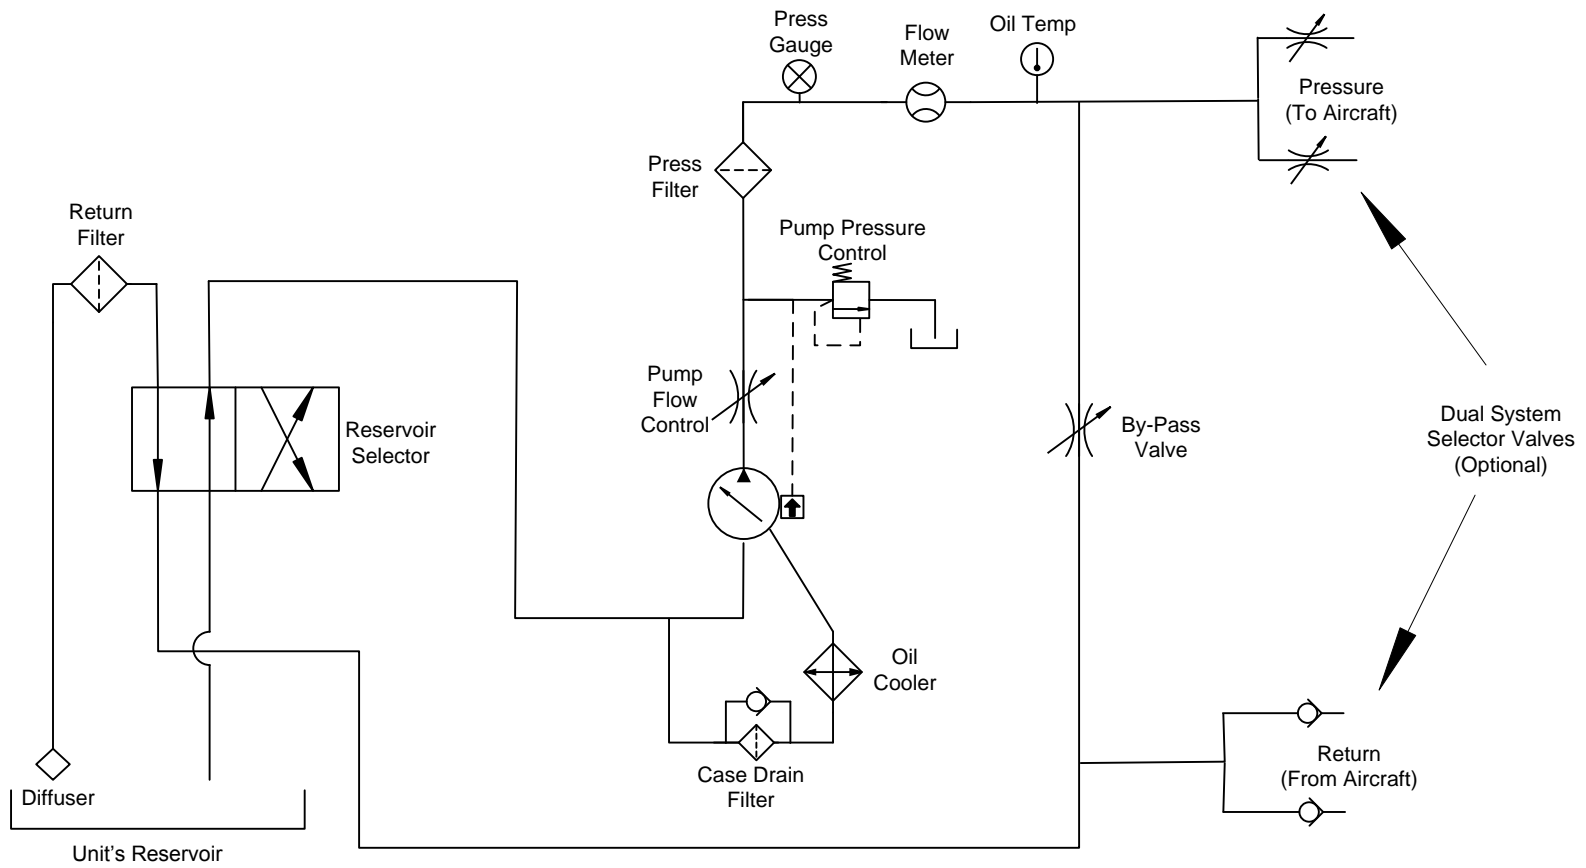 Press
Gauge
Flow
Meter
Oil Temp
Pressure
(To Aircraft)
Press
Filter
Return
Filter
Pump Pressure
Control
Pump
Flow
Control
Reservoir
Selector
By-Pass
Valve
Dual System
Selector Valves
(Optional)
Oil
Cooler
Case Drain
Filter
Return
(From Aircraft)
Diffuser
Unit's Reservoir